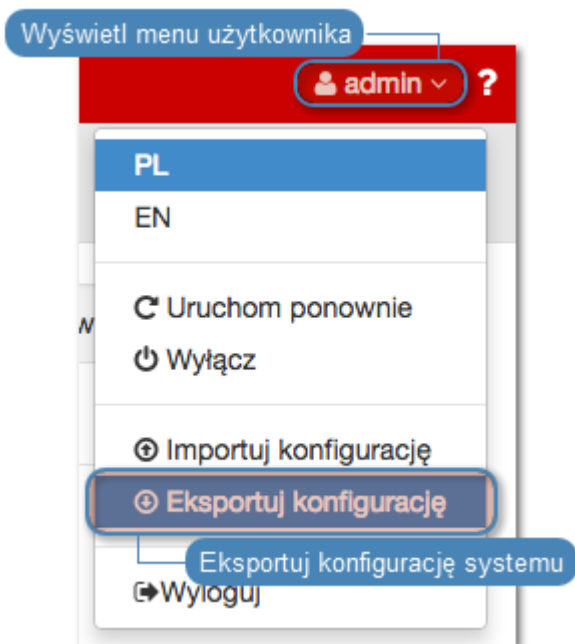 Wyświetl menu użytkownika
admin ?
PL
EN
w
Uruchom ponownie
Wyłącz
Importuj konfigurację
Eksportuj konfigurację
Eksportuj konfigurację systemu
Wyloguj